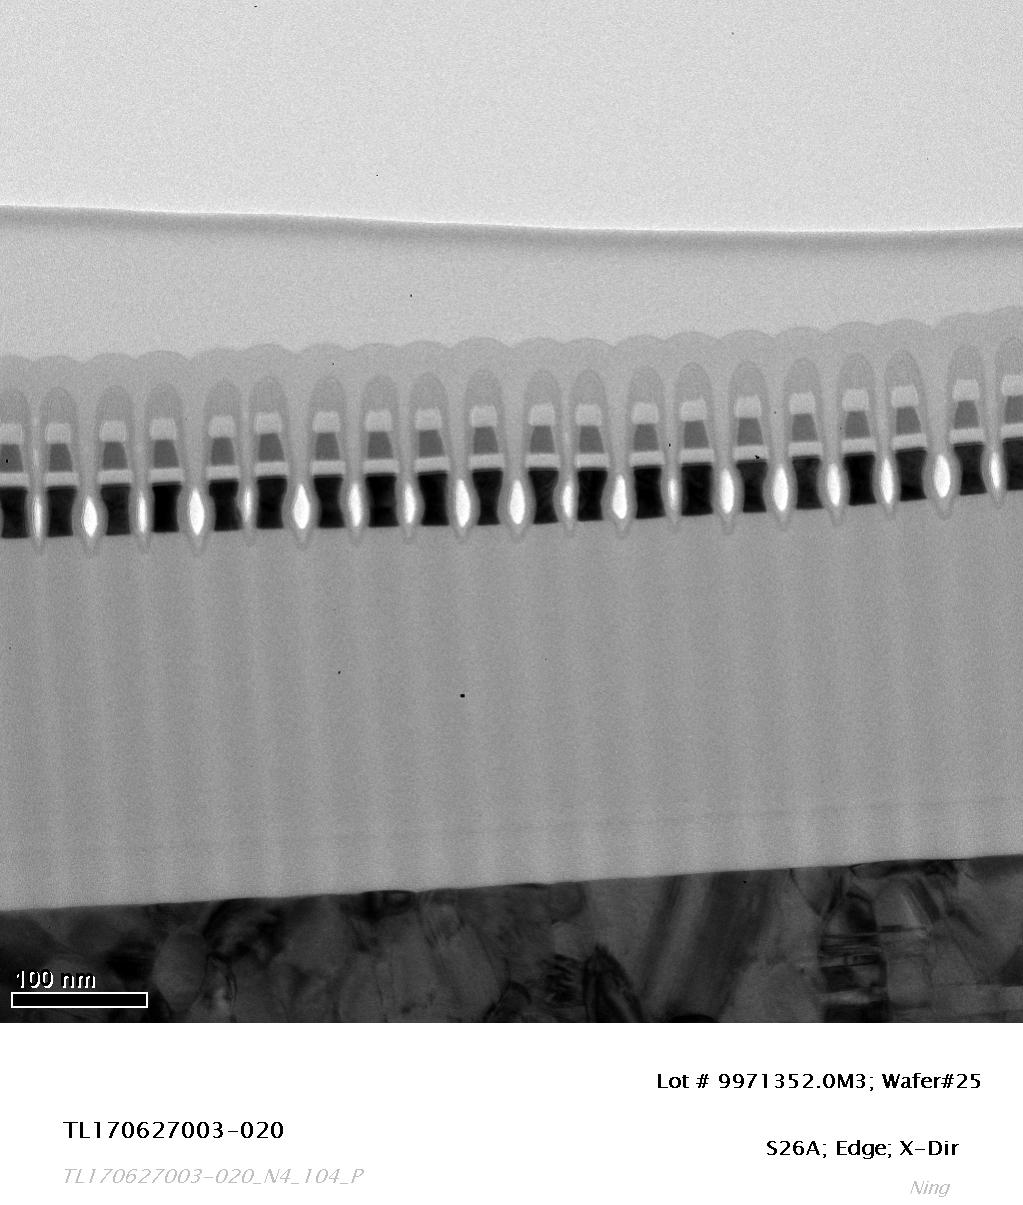 100 nm
Lot # 9971352.0M3; Wafer#25
TL170627003-020
S26A; Edge; X-Dir
TL170627003-020_N4_104_P
Ning